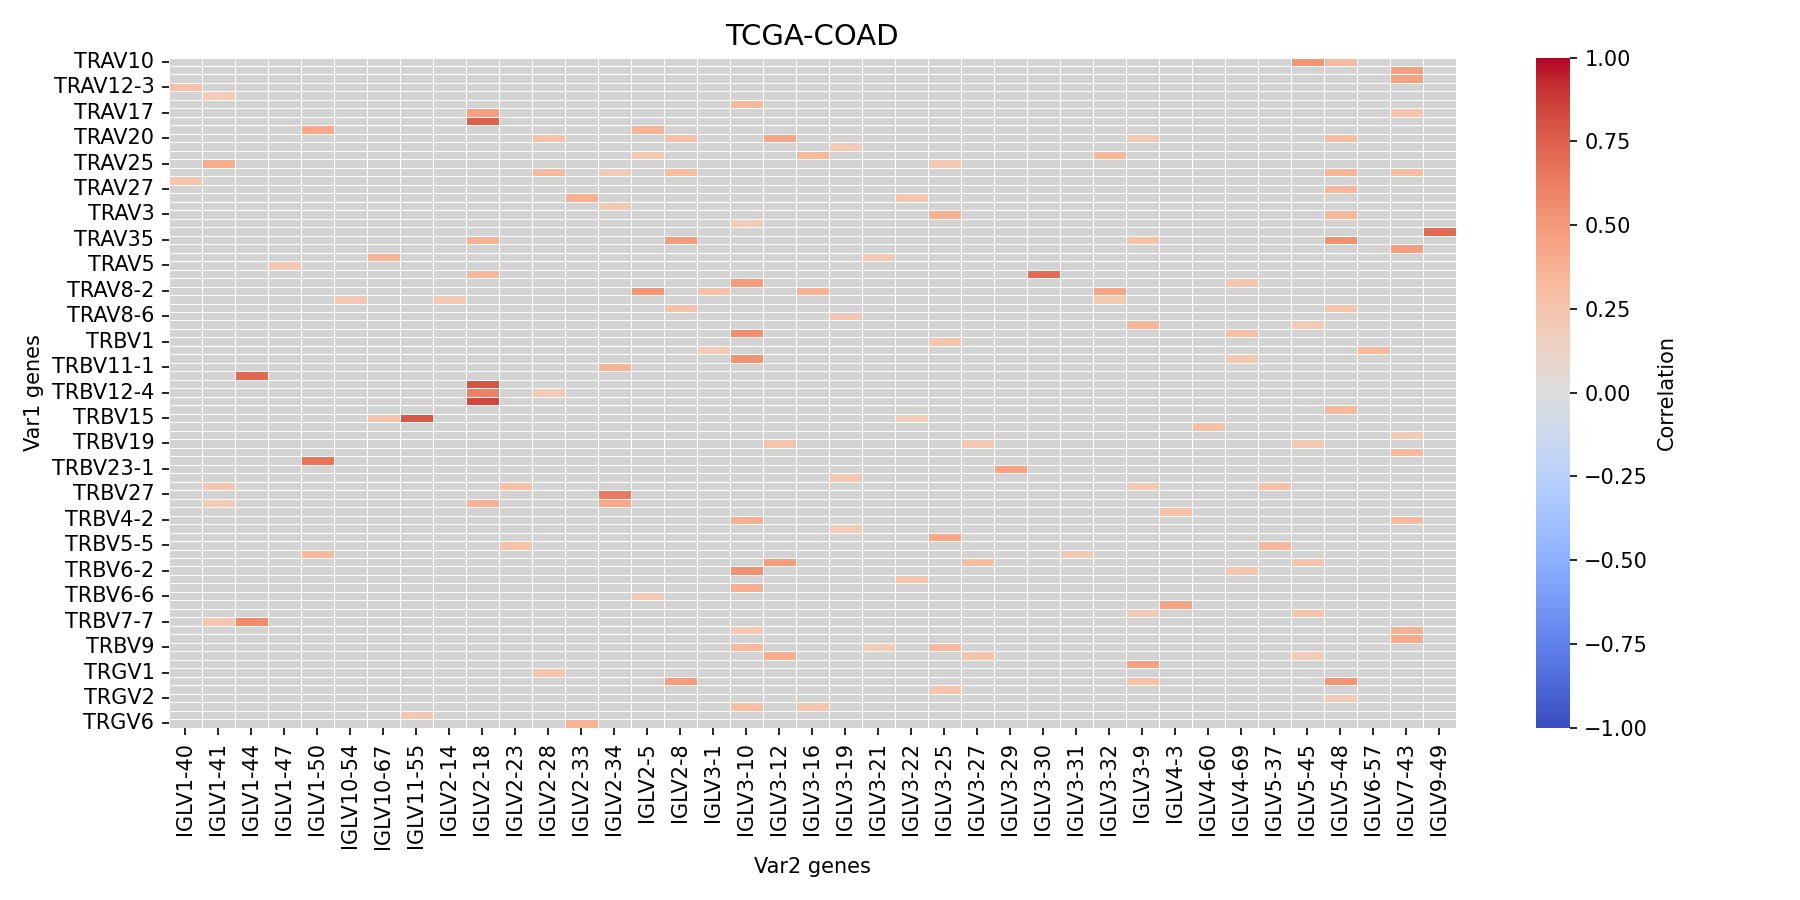 TCGA-COAD
TRAV10
TRAV12-3
TRAV17
TRAV20
TRAV25
TRAV27
TRAV3
TRAV35
TRAV5
TRAV8-2
TRAV8-6
TRBV1
TRBV11-1
TRBV12-4
TRBV15
TRBV19
TRBV23-1
TRBV27
TRBV4-2
TRBV5-5
TRBV6-2
TRBV6-6
TRBV7-7
TRBV9
TRGV1
TRGV2
TRGV6
Var1 genes
IGLV1-40
IGLV1-41
IGLV1-44
IGLV1-47
IGLV1-50
IGLV10-54
IGLV10-67
IGLV11-55
IGLV2-14
IGLV2-18
IGLV2-23
IGLV2-28
IGLV2-33
IGLV2-34
IGLV2-5
IGLV2-8
IGLV3-1
IGLV3-10
IGLV3-12
IGLV3-16
IGLV3-19
IGLV3-21
IGLV3-22
IGLV3-25
IGLV3-27
IGLV3-29
IGLV3-30
IGLV3-31
IGLV3-32
IGLV3-9
IGLV4-3
IGLV4-60
IGLV4-69
IGLV5-37
IGLV5-45
IGLV5-48
IGLV6-57
IGLV7-43
IGLV9-49
Var2 genes
1.00
0.75
0.50
0.25
0.00
−0.25
−0.50
−0.75
−1.00
Correlation